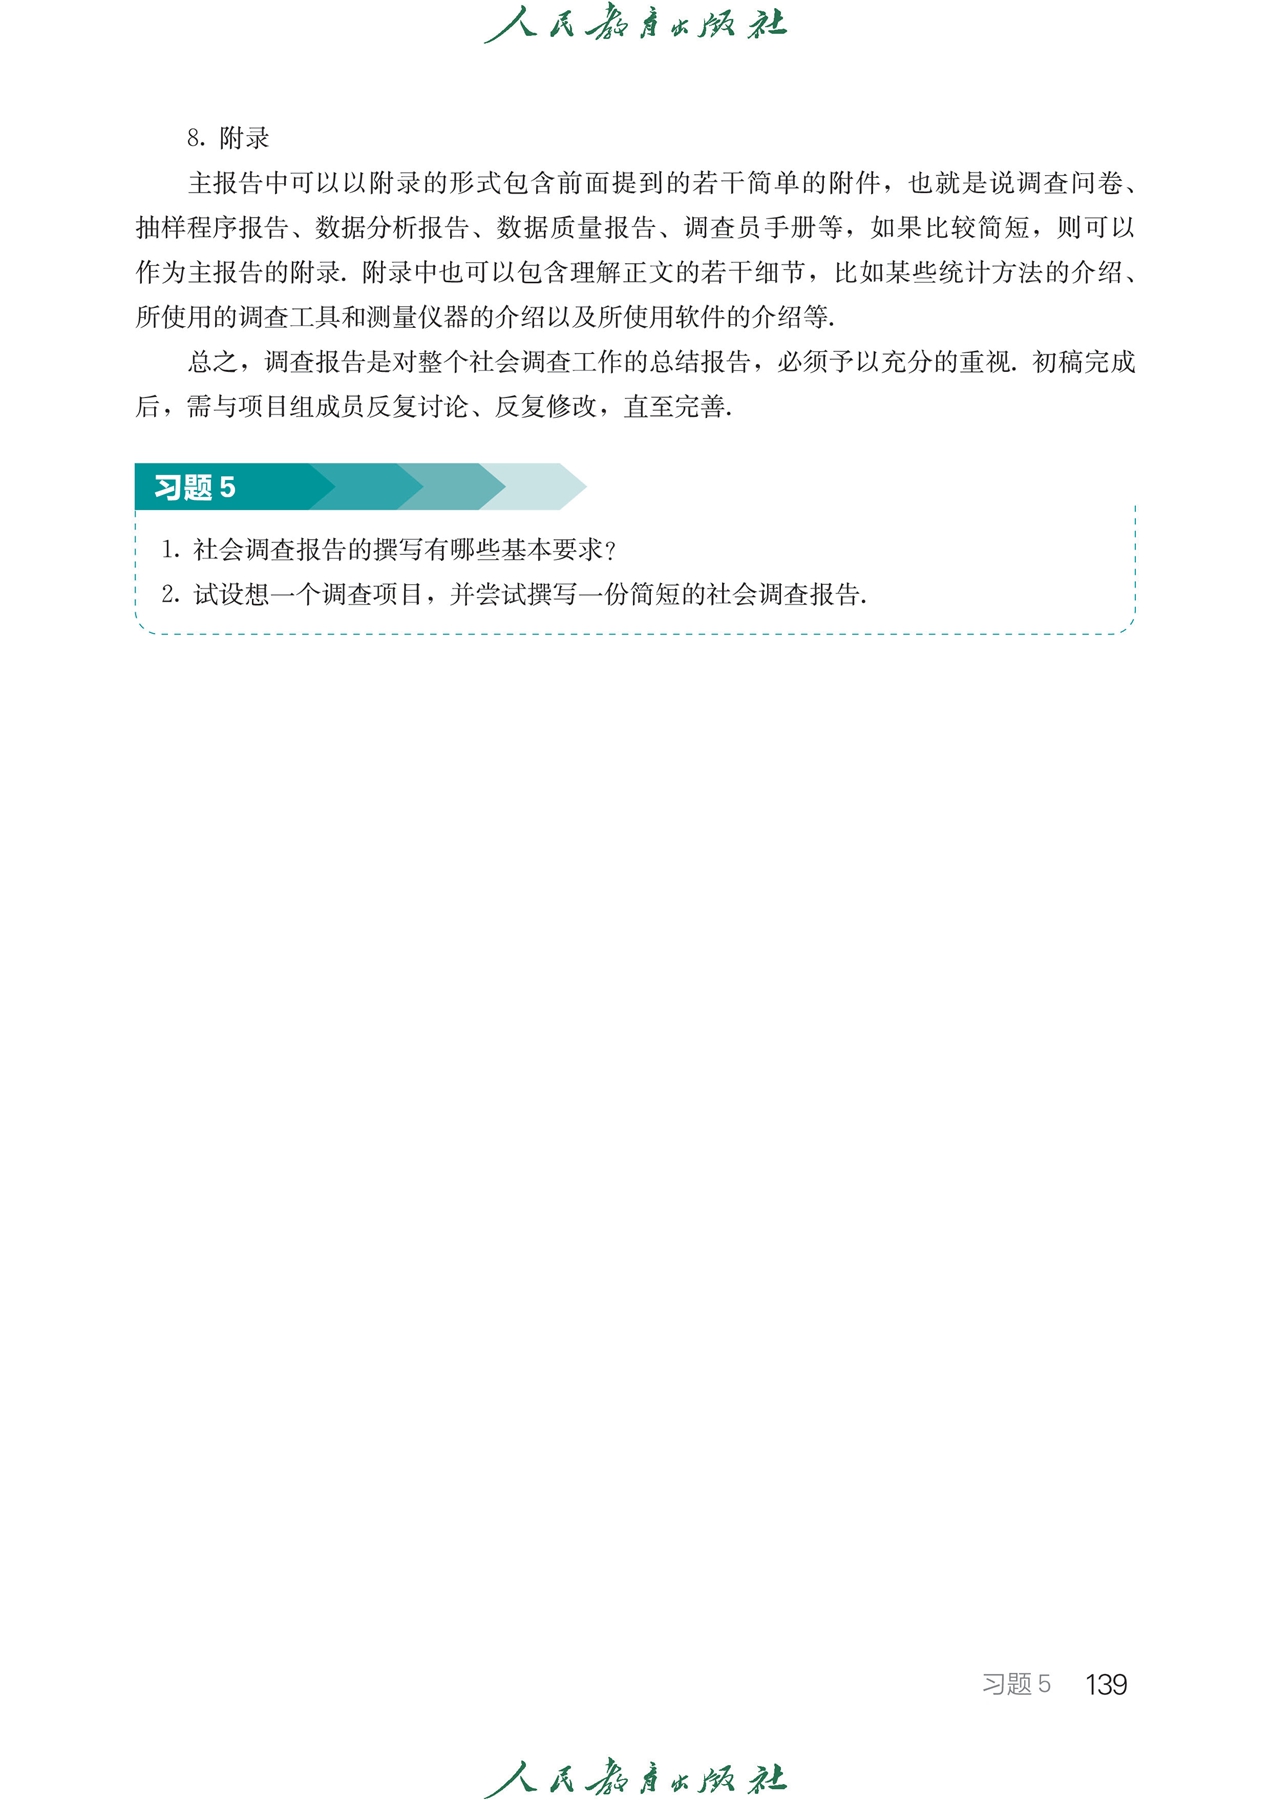 人民教育出版社
8. 附录
主报告中可以以附录的形式包含前面提到的若干简单的附件，也就是说调查问卷、
抽样程序报告、数据分析报告、数据质量报告、调查员手册等，如果比较简短，则可以
作为主报告的附录. 附录中也可以包含理解正文的若干细节，比如某些统计方法的介绍、
所使用的调查工具和测量仪器的介绍以及所使用软件的介绍等.
总之，调查报告是对整个社会调查工作的总结报告，必须予以充分的重视. 初稿完成
后，需与项目组成员反复讨论、反复修改，直至完善.
习题 5
1. 社会调查报告的撰写有哪些基本要求?
2. 试设想一个调查项目，并尝试撰写一份简短的社会调查报告.
习题 5 139
人民教育出版社